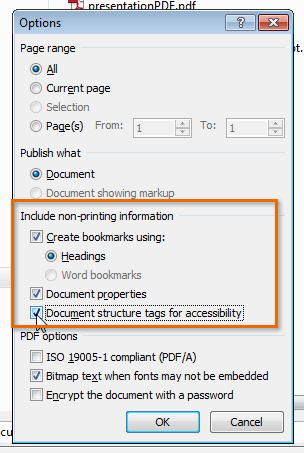 presentationPDF.pdf
Options
?
Page range
All
Current page
Selection
Page(s) From: 1 To: 1
Publish what
Document
Document showing markup
Include non-printing information
Create bookmarks using:
Headings
Word bookmarks
Document properties
Document structure tags for accessibility
PDF options
ISO 19005-1 compliant (PDF/A)
Bitmap text when fonts may not be embedded
Encrypt the document with a password
OK Cancel